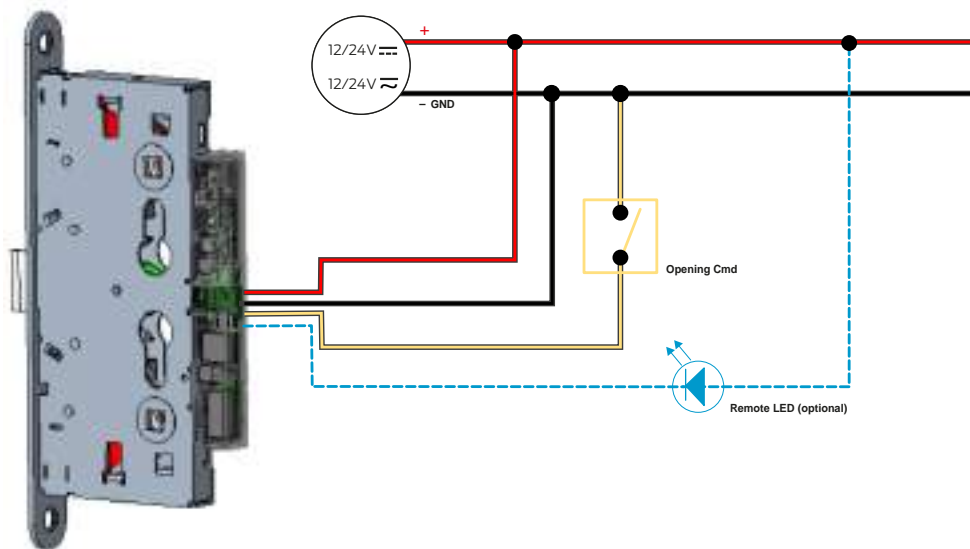 +
12/24V ⎓
12/24V ⏦
– GND
Opening Cmd
Remote LED (optional)